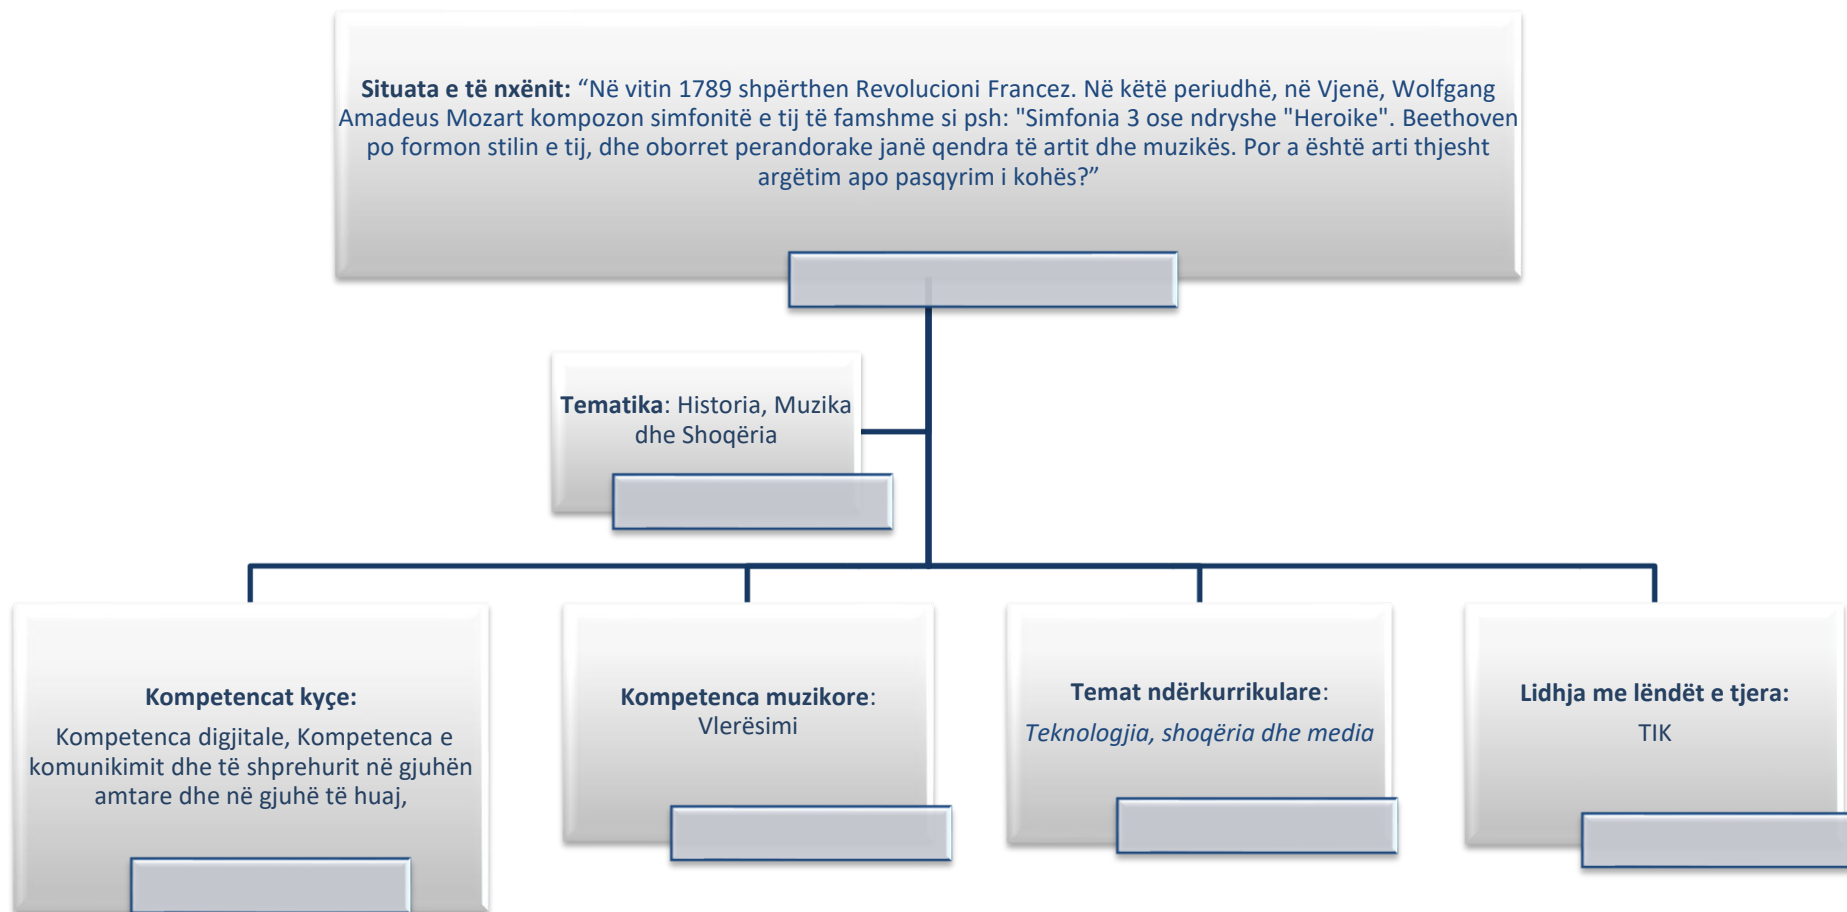 Situata e të nxënit: “Në vitin 1789 shpërthen Revolucioni Francez. Në këtë periudhë, në Vjenë, Wolfgang
Amadeus Mozart kompozon simfonitë e tij të famshme si psh: "Simfonia 3 ose ndryshe "Heroike". Beethoven
po formon stilin e tij, dhe oborret perandorake janë qendra të artit dhe muzikës. Por a është arti thjesht
argëtim apo pasqyrim i kohës?”
Tematika: Historia, Muzika
dhe Shoqëria
Kompetencat kyçe:
Kompetenca digjitale, Kompetenca e
komunikimit dhe të shprehurit në gjuhën
amtare dhe në gjuhë të huaj,
Kompetenca muzikore:
Vlerësimi
Temat ndërkurrikulare:
Teknologjia, shoqëria dhe media
Lidhja me lëndët e tjera:
TIK